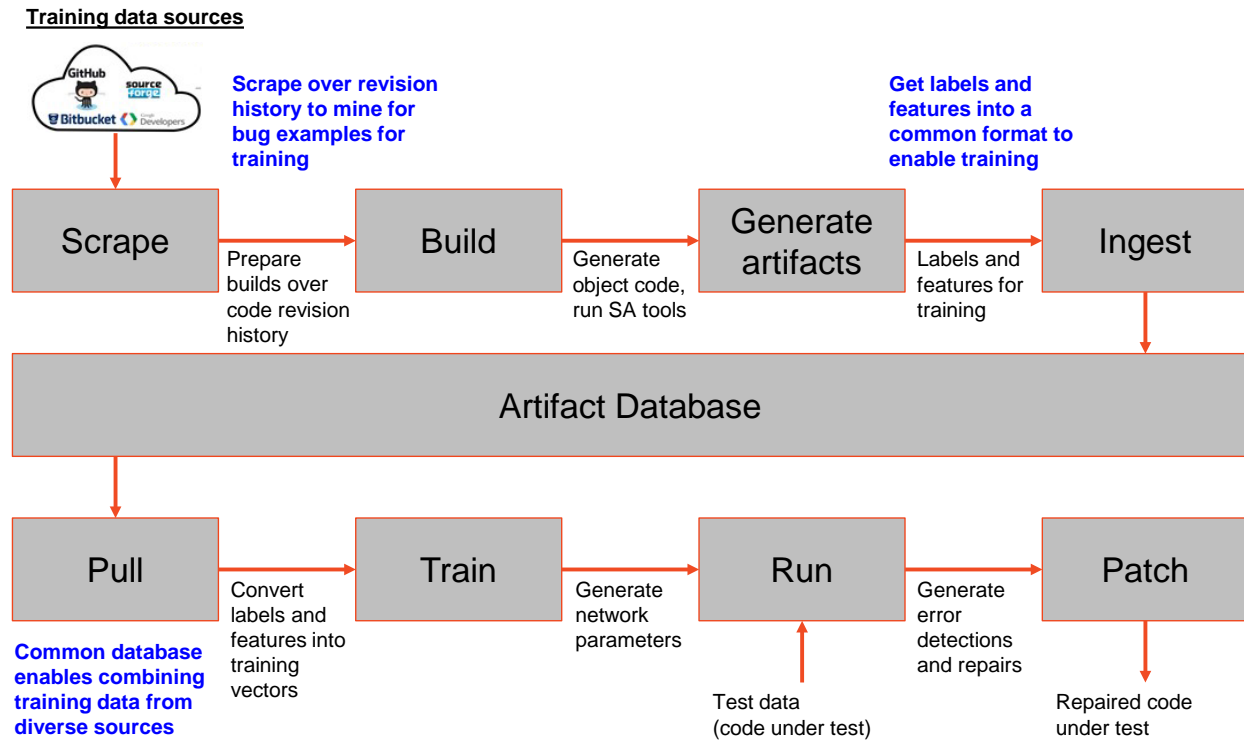 Training data sources
GitHub
source
forge
Bitbucket
Google
Developers
Scrape over revision
history to mine for
bug examples for
training
Get labels and
features into a
common format to
enable training
Scrape
Prepare
builds over
code revision
history
Build
Generate
object code,
run SA tools
Generate
artifacts
Labels and
features for
training
Ingest
Artifact Database
Pull
Convert
labels and
features into
training
vectors
Train
Generate
network
parameters
Run
Generate
error
detections
and repairs
Patch
Common database
enables combining
training data from
diverse sources
Test data
(code under test)
Repaired code
under test